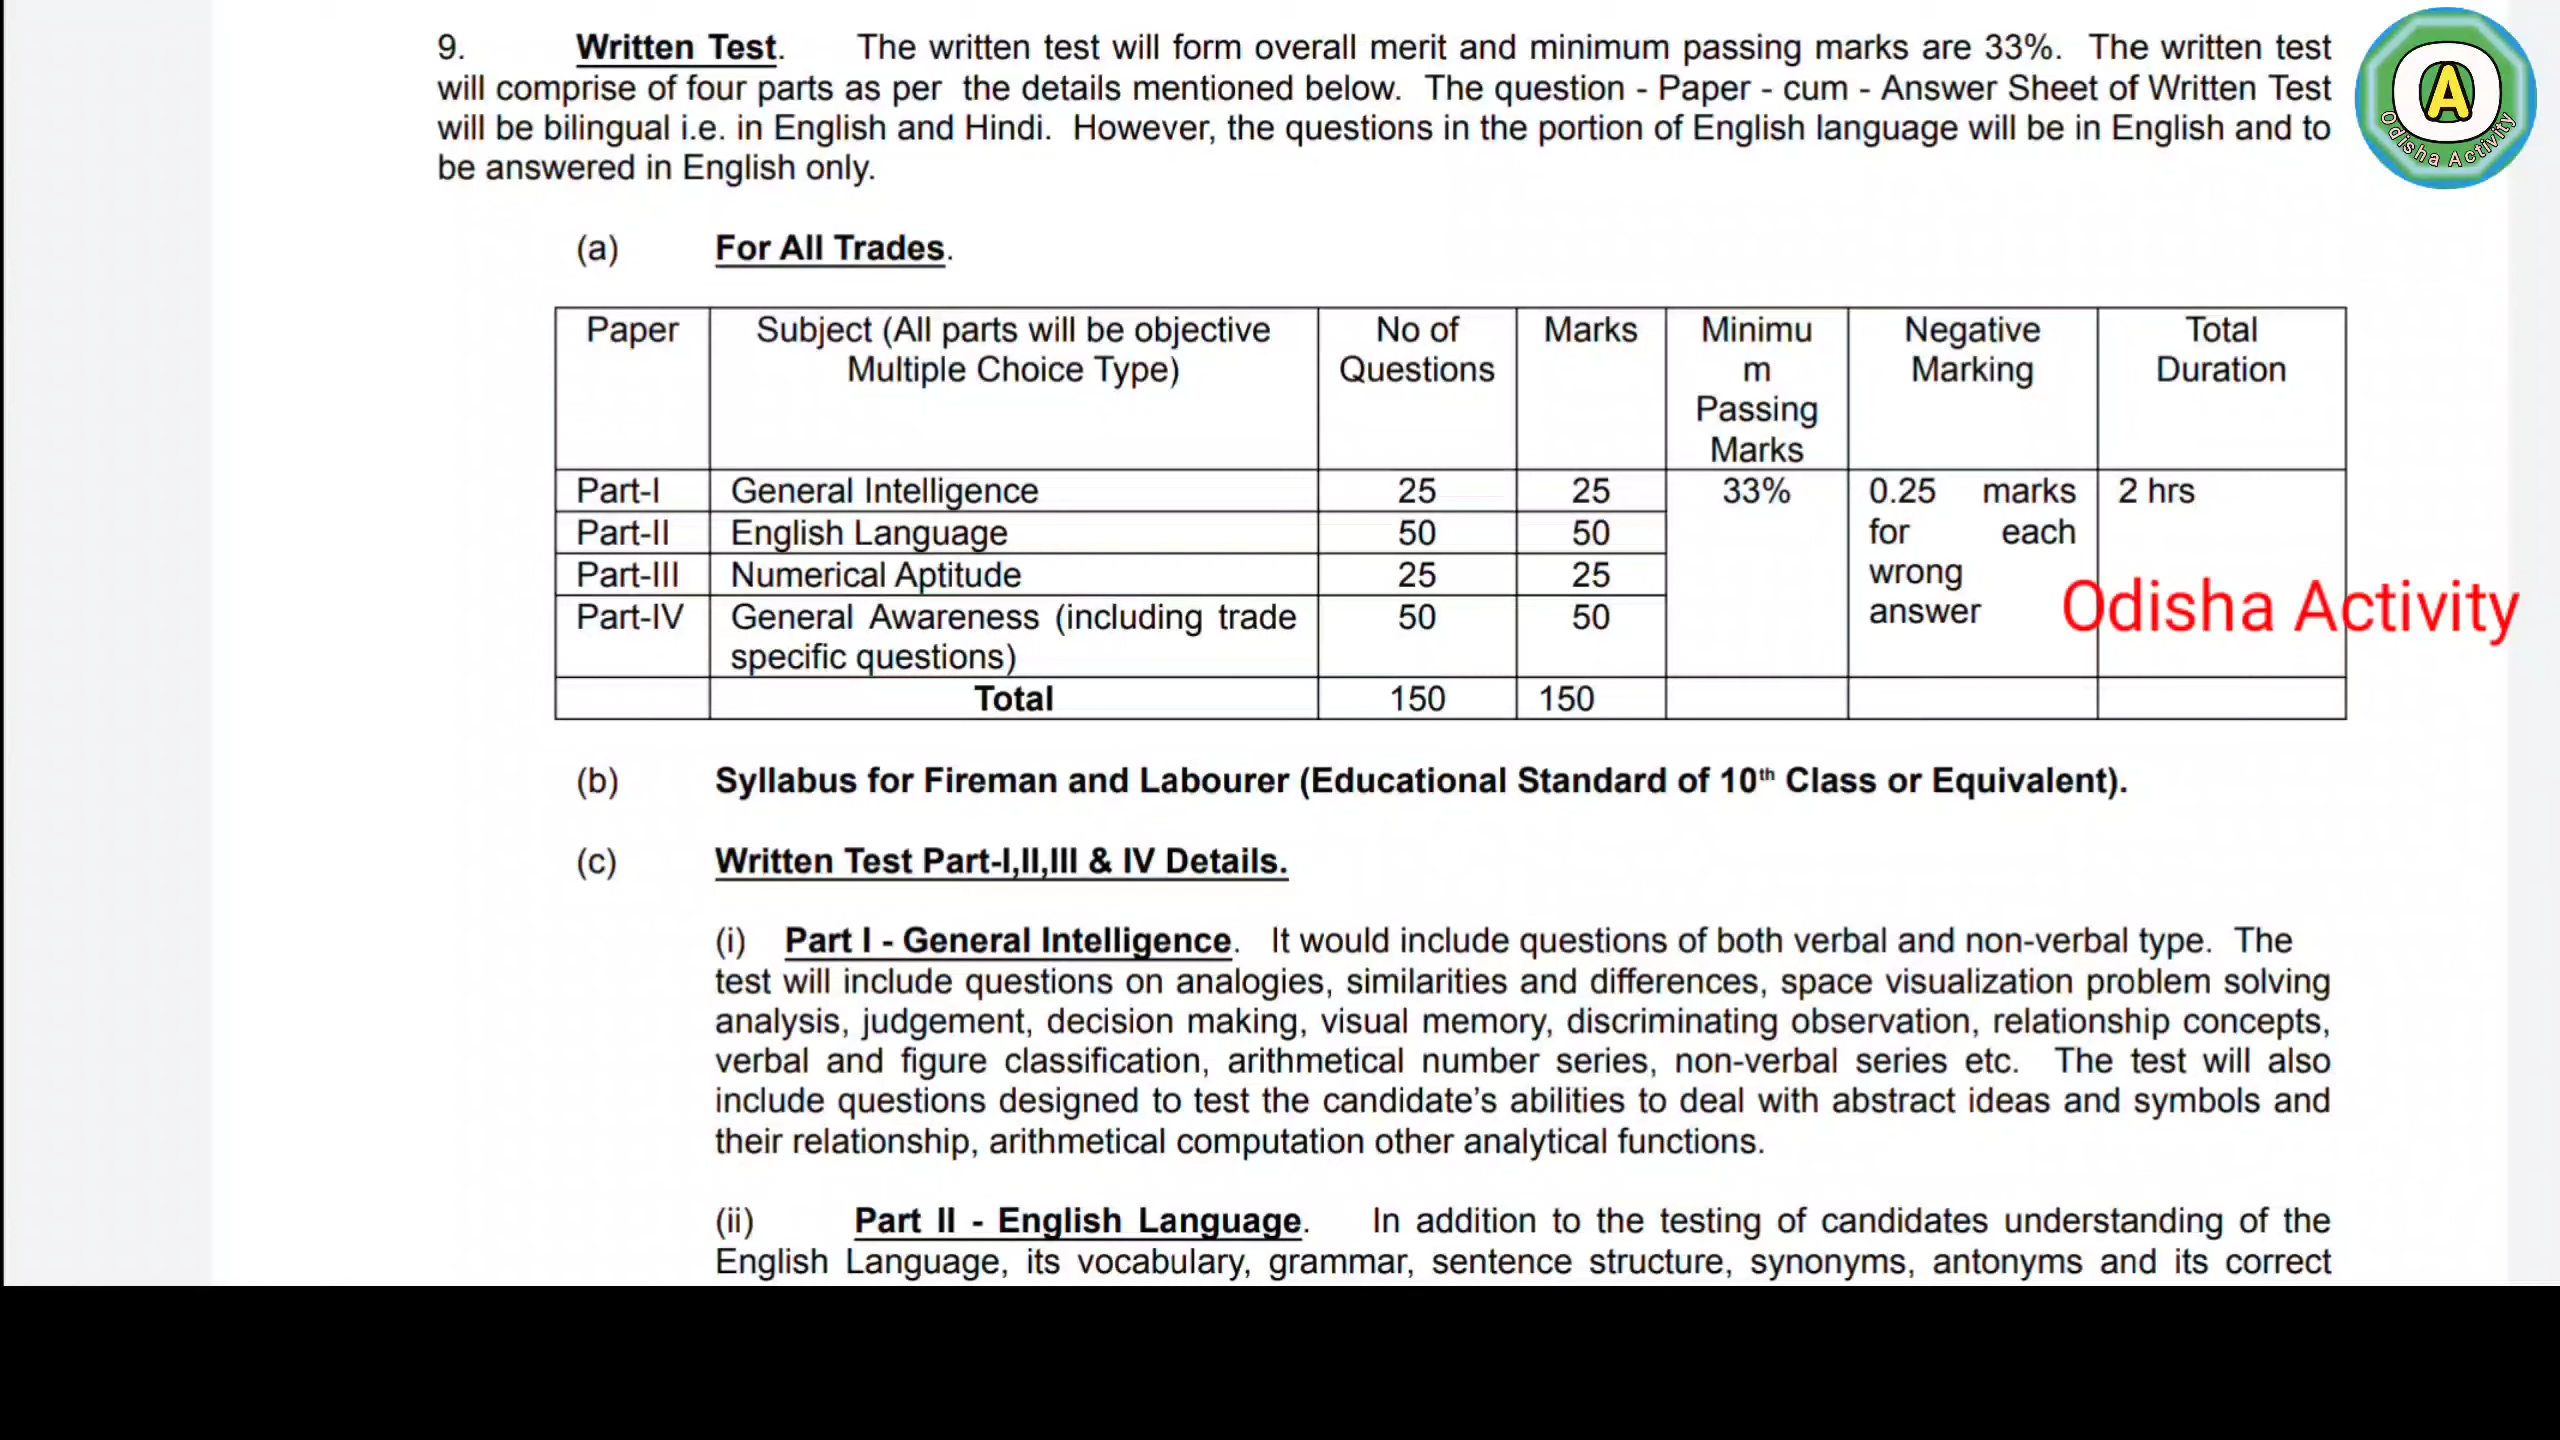 9. Written Test. The written test will form overall merit and minimum passing marks are 33%. The written test
will comprise of four parts as per the details mentioned below. The question - Paper - cum - Answer Sheet of Written Test
will be bilingual i.e. in English and Hindi. However, the questions in the portion of English language will be in English and to
be answered in English only.
A
Odisha Activity
(a) For All Trades.
Paper Subject (All parts will be objective Multiple Choice Type) No of Questions Marks Minimu m Passing Marks Negative Marking Total Duration
Part-I General Intelligence 25 25 33% 0.25 marks for each wrong answer 2 hrs
Part-II English Language 50 50
Part-III Numerical Aptitude 25 25
Part-IV General Awareness (including trade specific questions) 50 50
Odisha Activity
Total 150 150
(b) Syllabus for Fireman and Labourer (Educational Standard of 10th Class or Equivalent).
(c) Written Test Part-I,II,III & IV Details.
(i) Part I - General Intelligence. It would include questions of both verbal and non-verbal type. The
test will include questions on analogies, similarities and differences, space visualization problem solving
analysis, judgement, decision making, visual memory, discriminating observation, relationship concepts,
verbal and figure classification, arithmetical number series, non-verbal series etc. The test will also
include questions designed to test the candidate's abilities to deal with abstract ideas and symbols and
their relationship, arithmetical computation other analytical functions.
(ii) Part II - English Language. In addition to the testing of candidates understanding of the
English Language, its vocabulary, grammar, sentence structure, synonyms, antonyms and its correct